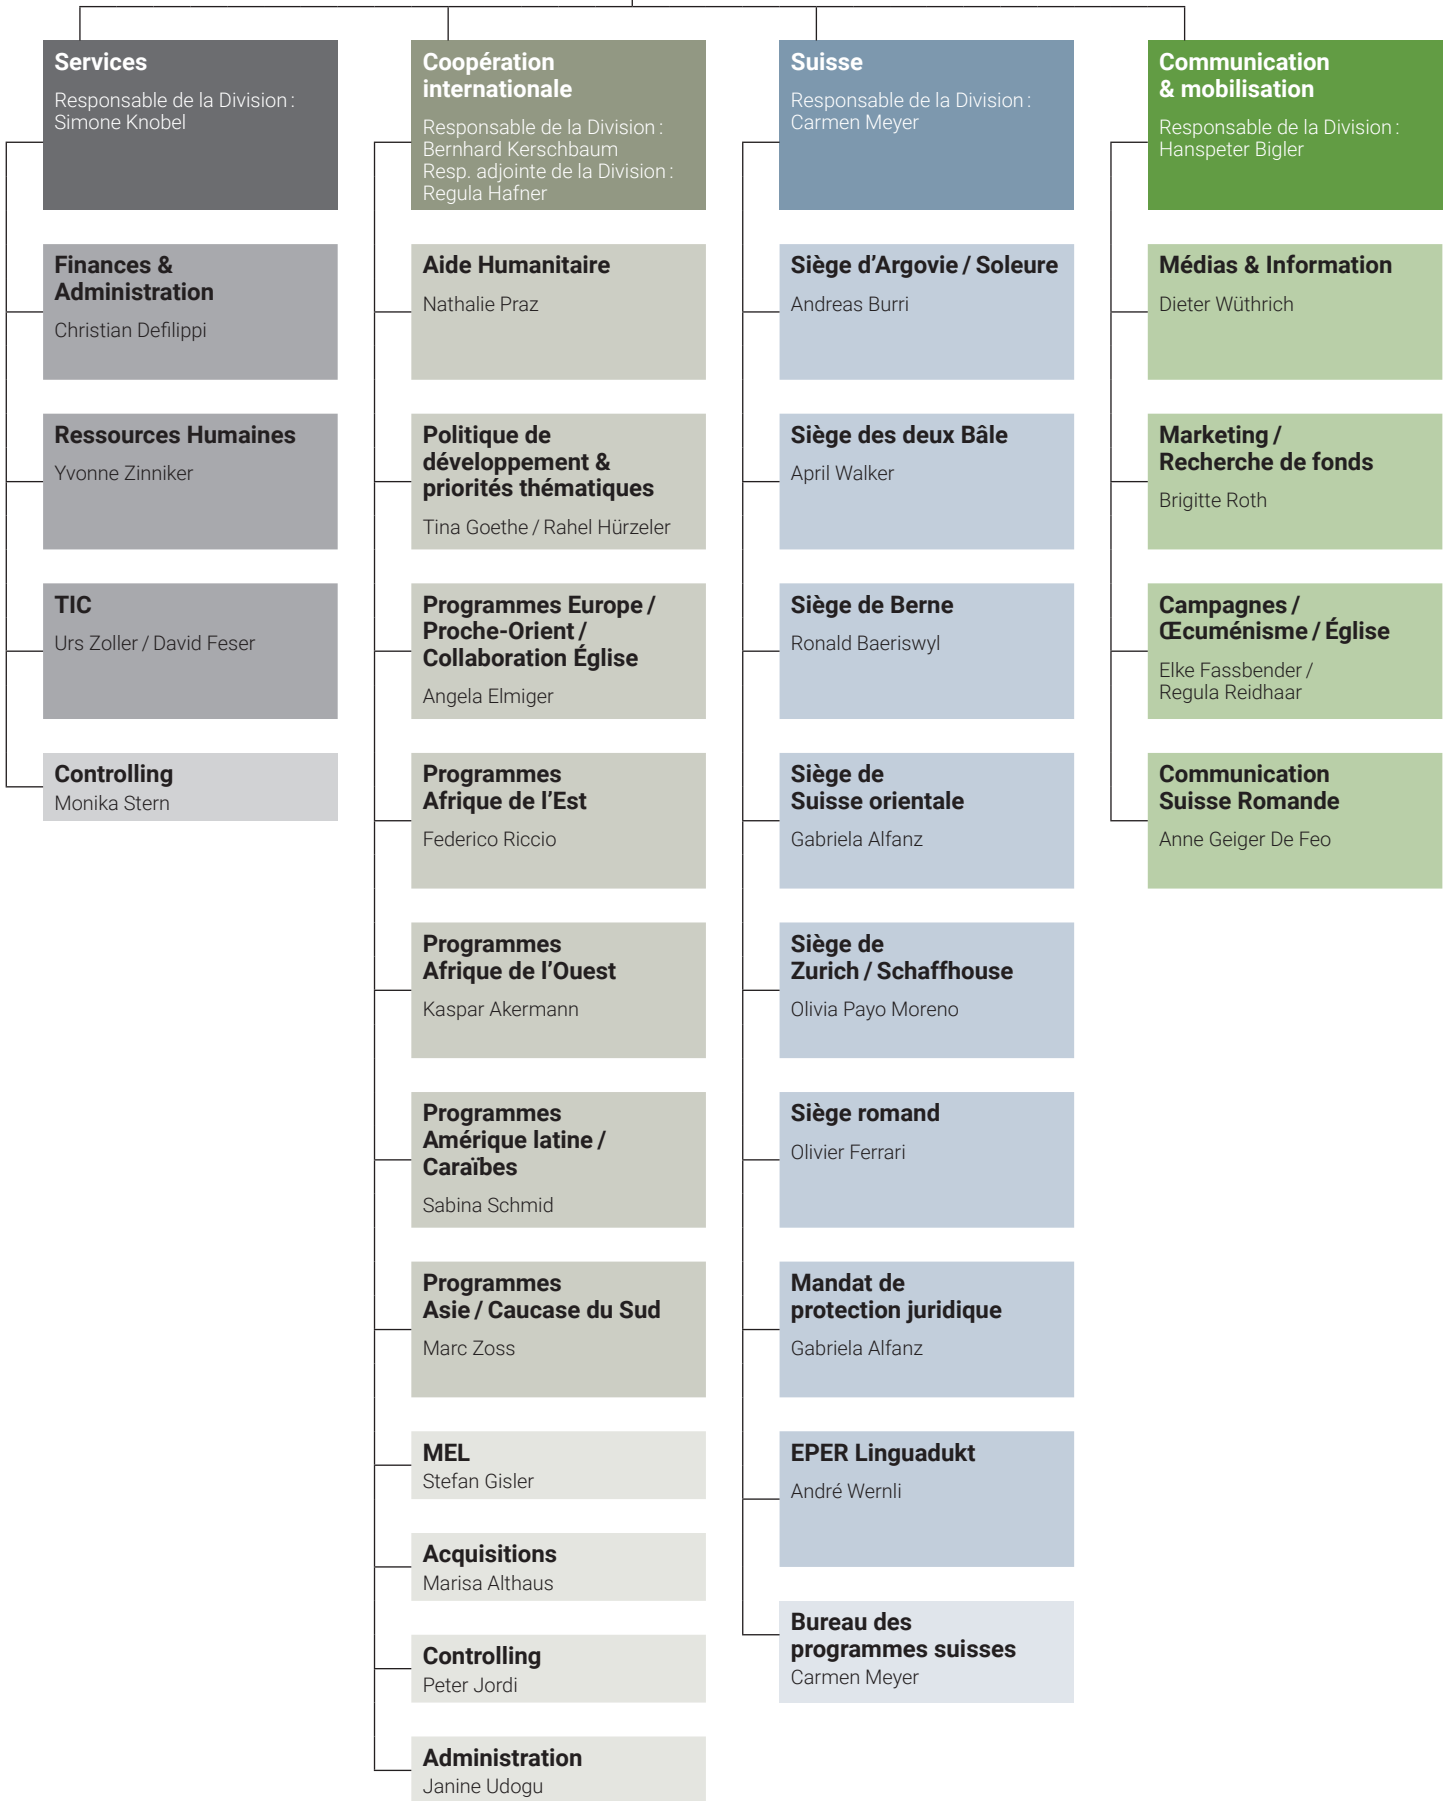 Services
Responsable de la Division :
Simone Knobel
Finances &
Administration
Christian Defilippi
Ressources Humaines
Yvonne Zinniker
TIC
Urs Zoller / David Feser
Controlling
Monika Stern
Coopération
internationale
Responsable de la Division :
Bernhard Kerschbaum
Resp. adjointe de la Division :
Regula Hafner
Aide Humanitaire
Nathalie Praz
Politique de
développement &
priorités thématiques
Tina Goethe / Rahel Hürzeler
Programmes Europe /
Proche-Orient /
Collaboration Église
Angela Elmiger
Programmes
Afrique de l’Est
Federico Riccio
Programmes
Afrique de l’Ouest
Kaspar Akermann
Programmes
Amérique latine /
Caraïbes
Sabina Schmid
Programmes
Asie / Caucase du Sud
Marc Zoss
MEL
Stefan Gisler
Acquisitions
Marisa Althaus
Controlling
Peter Jordi
Administration
Janine Udogu
Suisse
Responsable de la Division :
Carmen Meyer
Siège d’Argovie / Soleure
Andreas Burri
Siège des deux Bâle
April Walker
Siège de Berne
Ronald Baeriswyl
Siège de
Suisse orientale
Gabriela Alfanz
Siège de
Zurich / Schaffhouse
Olivia Payo Moreno
Siège romand
Olivier Ferrari
Mandat de
protection juridique
Gabriela Alfanz
EPER Linguadukt
André Wernli
Bureau des
programmes suisses
Carmen Meyer
Communication
& mobilisation
Responsable de la Division :
Hanspeter Bigler
Médias & Information
Dieter Wüthrich
Marketing /
Recherche de fonds
Brigitte Roth
Campagnes /
Œcuménisme / Église
Elke Fassbender /
Regula Reidhaar
Communication
Suisse Romande
Anne Geiger De Feo